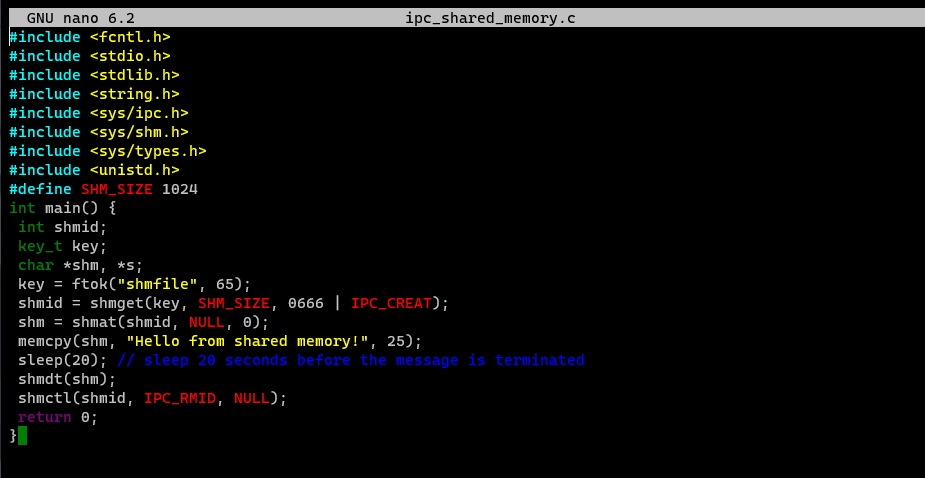 GNU nano 6.2 ipc_shared_memory.c
#include <fcntl.h>
#include <stdio.h>
#include <stdlib.h>
#include <string.h>
#include <sys/ipc.h>
#include <sys/shm.h>
#include <sys/types.h>
#include <unistd.h>
#define SHM_SIZE 1024
int main() {
 int shmid;
 key_t key;
 char *shm, *s;
 key = ftok("shmfile", 65);
 shmid = shmget(key, SHM_SIZE, 0666 | IPC_CREAT);
 shm = shmat(shmid, NULL, 0);
 memcpy(shm, "Hello from shared memory!", 25);
 sleep(20); // sleep 20 seconds before the message is terminated
 shmdt(shm);
 shmctl(shmid, IPC_RMID, NULL);
 return 0;
}